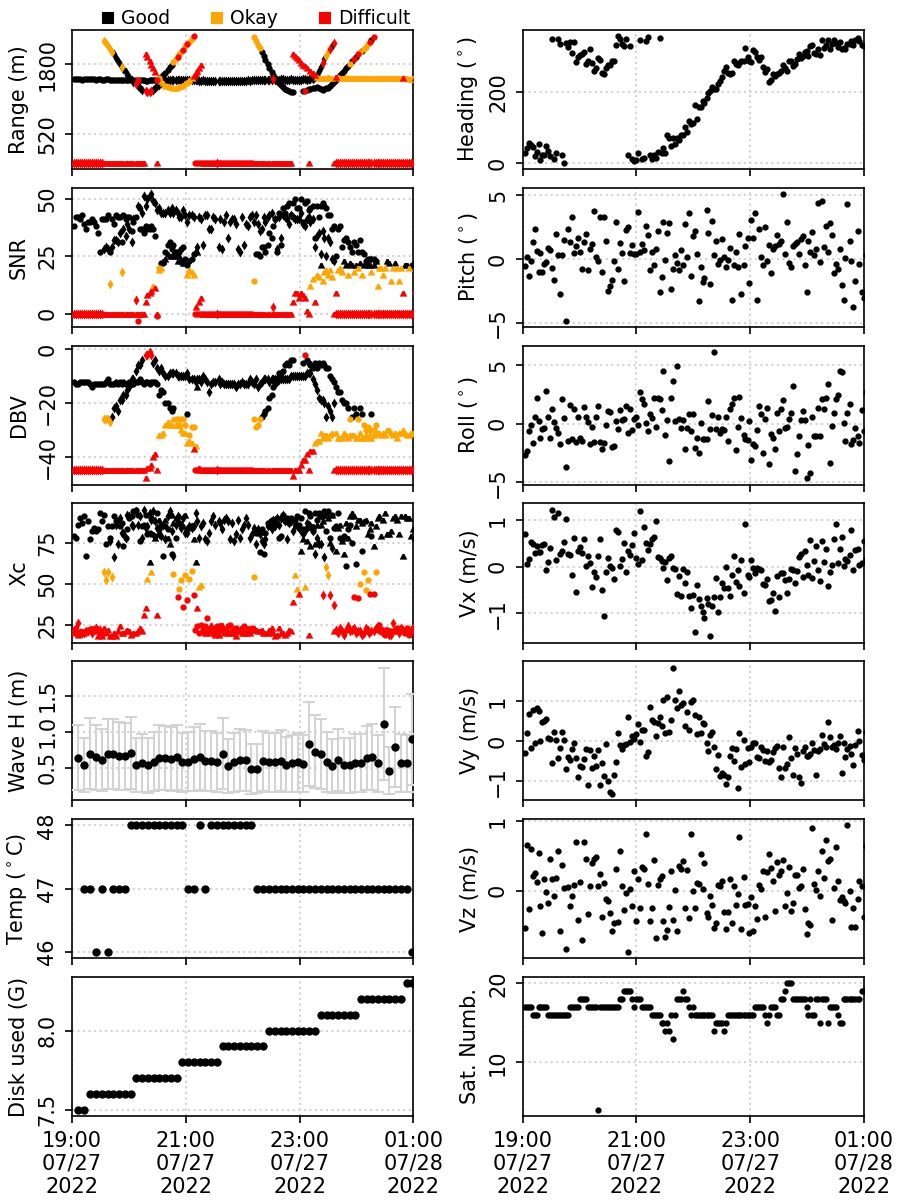 Good Okay Difficult
Range (m)
1800
520
Heading (°)
200
0
SNR
50
25
0
Pitch (°)
5
0
−5
DBV
0
−20
−40
Roll (°)
5
0
−5
Xc
75
50
25
Vx (m/s)
1
0
−1
Wave H (m)
1.5
1.0
0.5
Vy (m/s)
1
0
−1
Temp (°C)
48
47
46
Vz (m/s)
1
0
Disk used (G)
8.0
7.5
Sat. Numb.
20
10
19:00 21:00 23:00 01:00
07/27 07/27 07/27 07/28
2022 2022 2022 2022
19:00 21:00 23:00 01:00
07/27 07/27 07/27 07/28
2022 2022 2022 2022